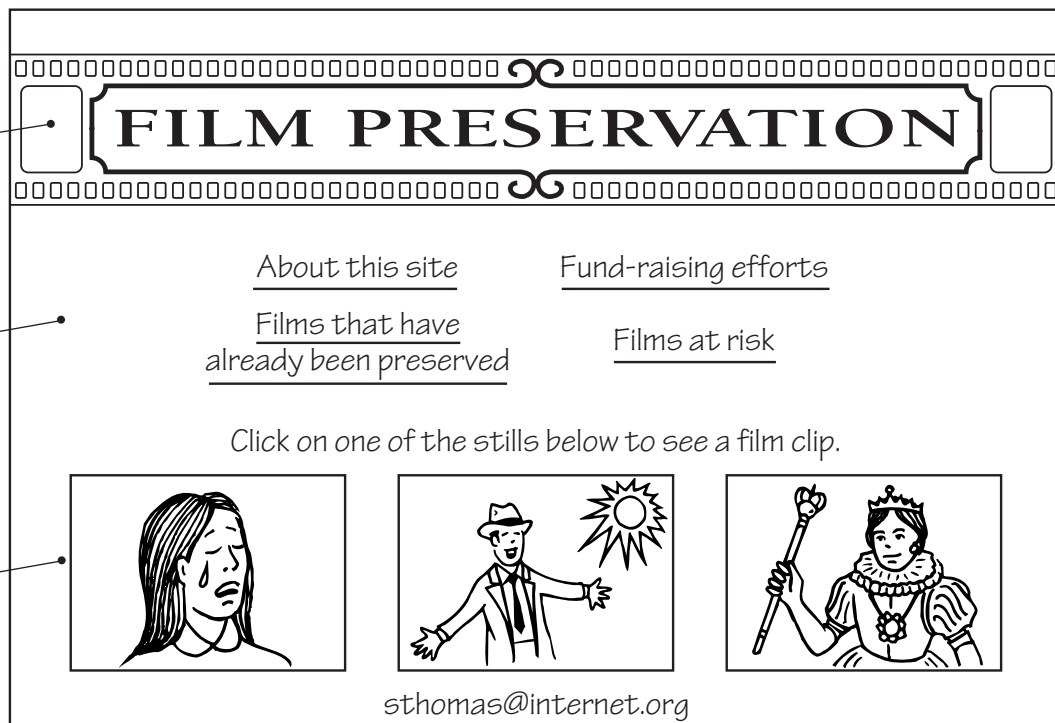 FILM PRESERVATION
About this site
Fund-raising efforts
Films that have
already been preserved
Films at risk
Click on one of the stills below to see a film clip.
sthomas@internet.org